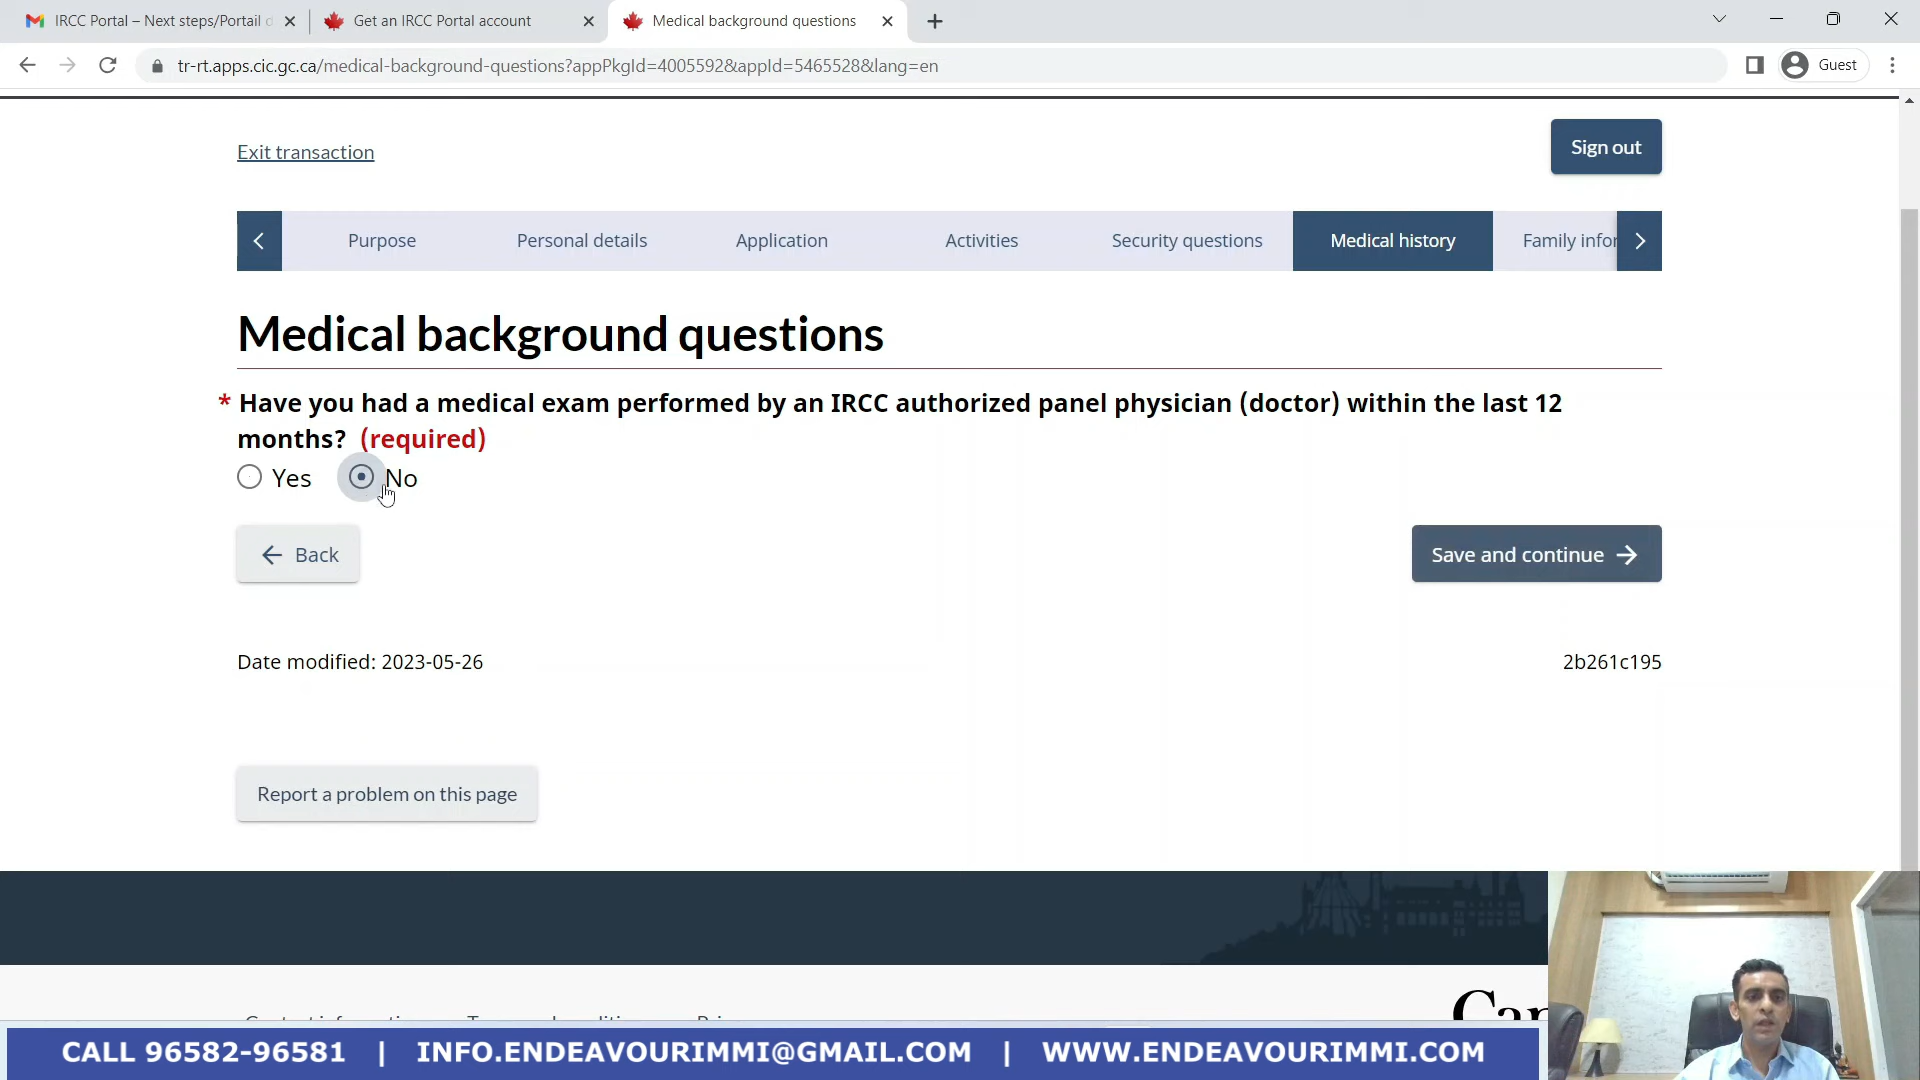 IRCC Portal – Next steps/Portail
Get an IRCC Portal account
Medical background questions
tr-rt.apps.cic.gc.ca/medical-background-questions?appPkgId=4005592&appId=5465528&lang=en
Guest
Exit transaction
Sign out
Purpose
Personal details
Application
Activities
Security questions
Medical history
Family infor
Medical background questions
* Have you had a medical exam performed by an IRCC authorized panel physician (doctor) within the last 12
months? (required)
Yes
No
Back
Save and continue
Date modified: 2023-05-26
2b261c195
Report a problem on this page
CALL 96582-96581 | INFO.ENDEAVOURIMMI@GMAIL.COM | WWW.ENDEAVOURIMMI.COM